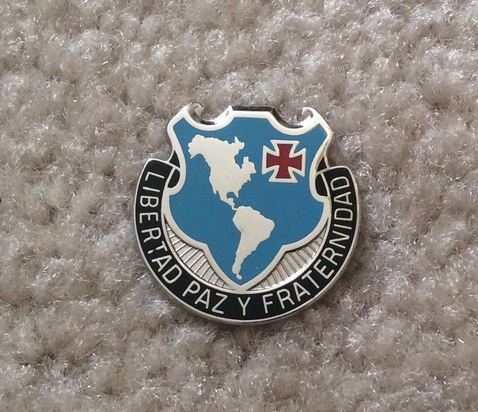 LIBERTAD PAZ Y FRATERNIDAD